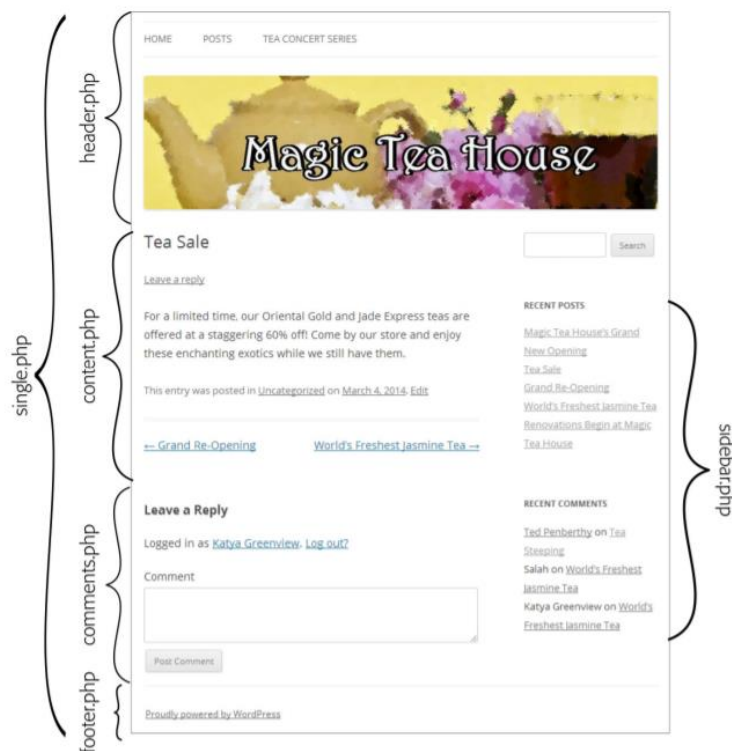 single.php
header.php
HOME POSTS TEA CONCERT SERIES
Magic Tea House
content.php
Tea Sale
Leave a reply
For a limited time, our Oriental Gold and Jade Express teas are
offered at a staggering 60% off! Come by our store and enjoy
these enchanting exotics while we still have them.
This entry was posted in Uncategorized on March 4, 2014. Edit
← Grand Re-Opening World's Freshest Jasmine Tea →
comments.php
Leave a Reply
Logged in as Katya Greenview. Log out?
Comment
Post Comment
Search
sidebar.php
RECENT POSTS
Magic Tea House's Grand
New Opening
Tea Sale
Grand Re-Opening
World's Freshest Jasmine Tea
Renovations Begin at Magic
Tea House
RECENT COMMENTS
Ted Penberthy on Tea
Steeping
Salah on World's Freshest
Jasmine Tea
Katya Greenview on World's
Freshest Jasmine Tea
footer.php
Proudly powered by WordPress